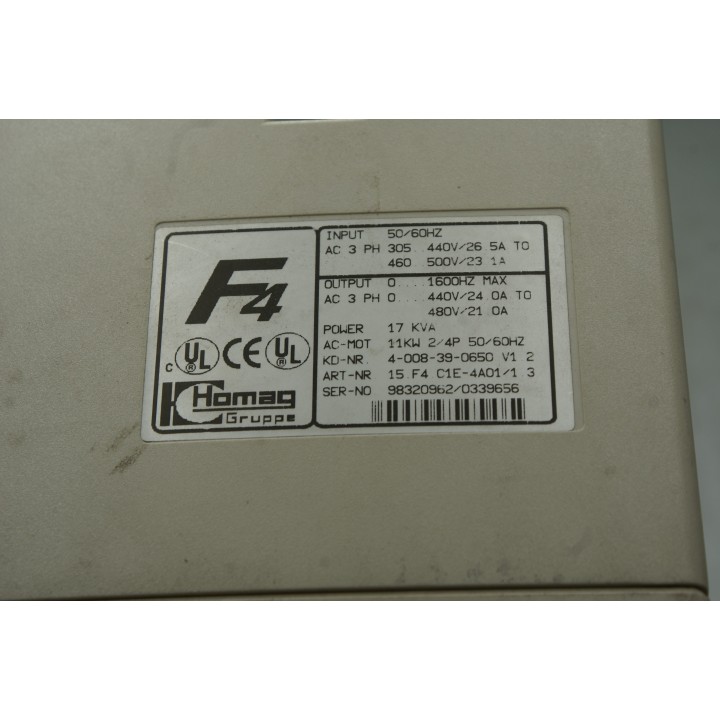 F4
c UL CE UL
Homag
Gruppe
INPUT 50/60HZ
AC 3 PH 305..440V/26.5A TO
460..500V/23.1A
OUTPUT 0....1600HZ MAX
AC 3 PH 0....440V/24.0A TO
480V/21.0A
POWER 17 KVA
AC-MOT 11KW 2/4P 50/60HZ
KD-NR. 4-008-39-0650 V1.2
ART-NR 15.F4.C1E-4A01/1.3
SER-NO 98320962/0339656